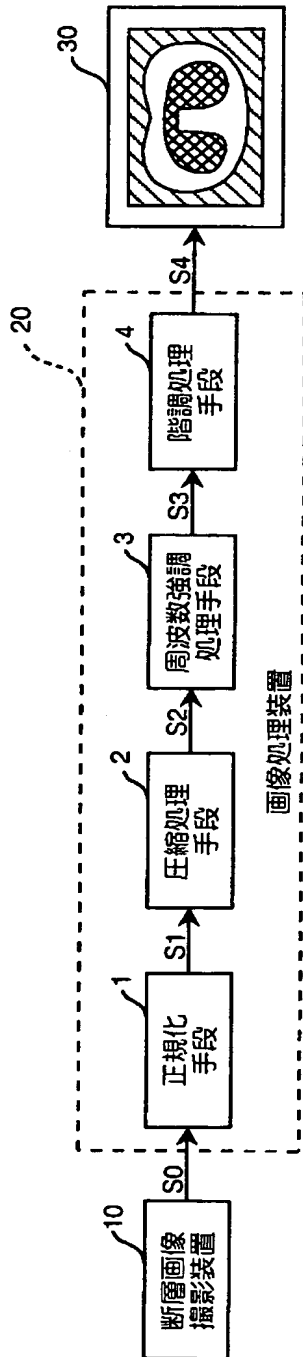 10
断層画像
撮影装置
S0
20
1
正規化
手段
S1
2
圧縮処理
手段
S2
3
周波数強調
処理手段
S3
4
階調処理
手段
S4
画像処理装置
30